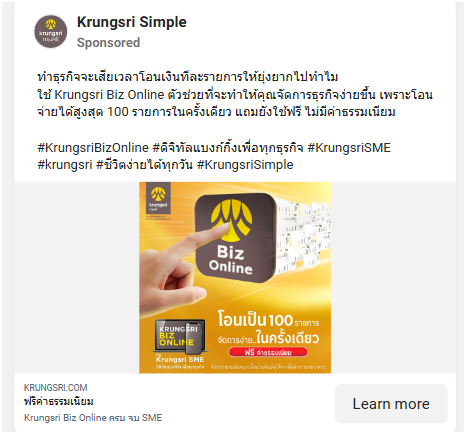 krungsri
กรุงศรี
Krungsri Simple
Sponsored
ทำธุรกิจจะเสียเวลาโอนเงินทีละรายการให้ยุ่งยากไปทำไม
ใช้ Krungsri Biz Online ตัวช่วยที่จะทำให้คุณจัดการธุรกิจง่ายขึ้น เพราะโอน
จ่ายได้สูงสุด 100 รายการในครั้งเดียว แถมยังใช้ฟรี ไม่มีค่าธรรมเนียม
#KrungsriBizOnline #ดิจิทัลแบงก์กิ้งเพื่อทุกธุรกิจ #KrungsriSME
#krungsri #ชีวิตง่ายได้ทุกวัน #KrungsriSimple
krungsri
กรุงศรี
Biz
Online
โอนเป็น100 รายการ
จัดการง่าย..ในครั้งเดียว
ฟรี ค่าธรรมเนียม
KRUNGSRI
BIZ
ONLINE
Krungsri SME
KRUNGSRI.COM
ฟรีค่าธรรมเนียม
Krungsri Biz Online ครบ จบ SME
Learn more